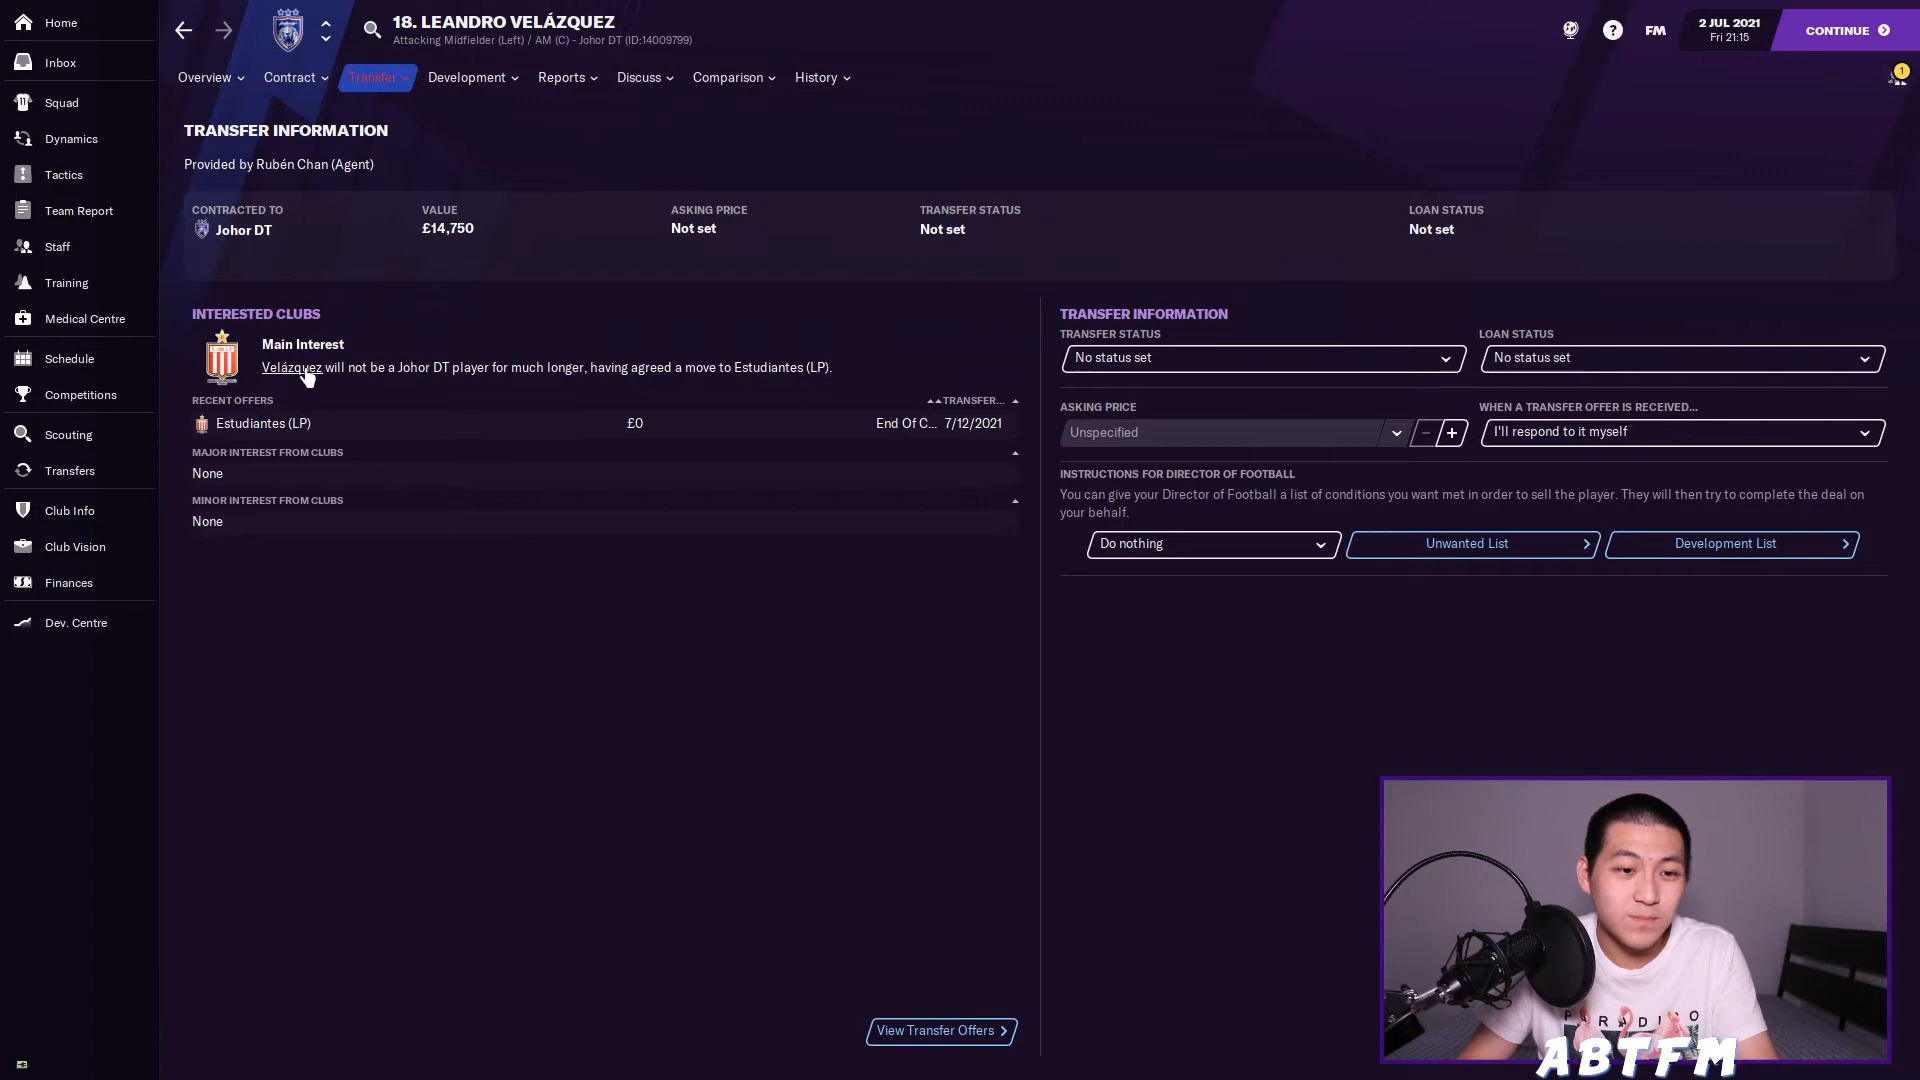 Home
Inbox
Squad
Dynamics
Tactics
Team Report
Staff
Training
Medical Centre
Schedule
Competitions
Scouting
Transfers
Club Info
Club Vision
Finances
Dev. Centre
18. LEANDRO VELÁZQUEZ
Attacking Midfielder (Left) / AM (C) - Johor DT (ID:14009799)
FM
2 JUL 2021
Fri 21:15
CONTINUE
1
Overview Contract Transfer Development Reports Discuss Comparison History
TRANSFER INFORMATION
Provided by Rubén Chan (Agent)
CONTRACTED TO VALUE ASKING PRICE TRANSFER STATUS LOAN STATUS
Johor DT £14,750 Not set Not set Not set
INTERESTED CLUBS
Main Interest
Velázquez will not be a Johor DT player for much longer, having agreed a move to Estudiantes (LP).
RECENT OFFERS TRANSFER...
Estudiantes (LP) £0 End Of C... 7/12/2021
MAJOR INTEREST FROM CLUBS
None
MINOR INTEREST FROM CLUBS
None
View Transfer Offers
TRANSFER INFORMATION
TRANSFER STATUS LOAN STATUS
No status set No status set
ASKING PRICE WHEN A TRANSFER OFFER IS RECEIVED...
Unspecified - + I'll respond to it myself
INSTRUCTIONS FOR DIRECTOR OF FOOTBALL
You can give your Director of Football a list of conditions you want met in order to sell the player. They will then try to complete the deal on
your behalf.
Do nothing Unwanted List Development List
PARADISO
ABTFM